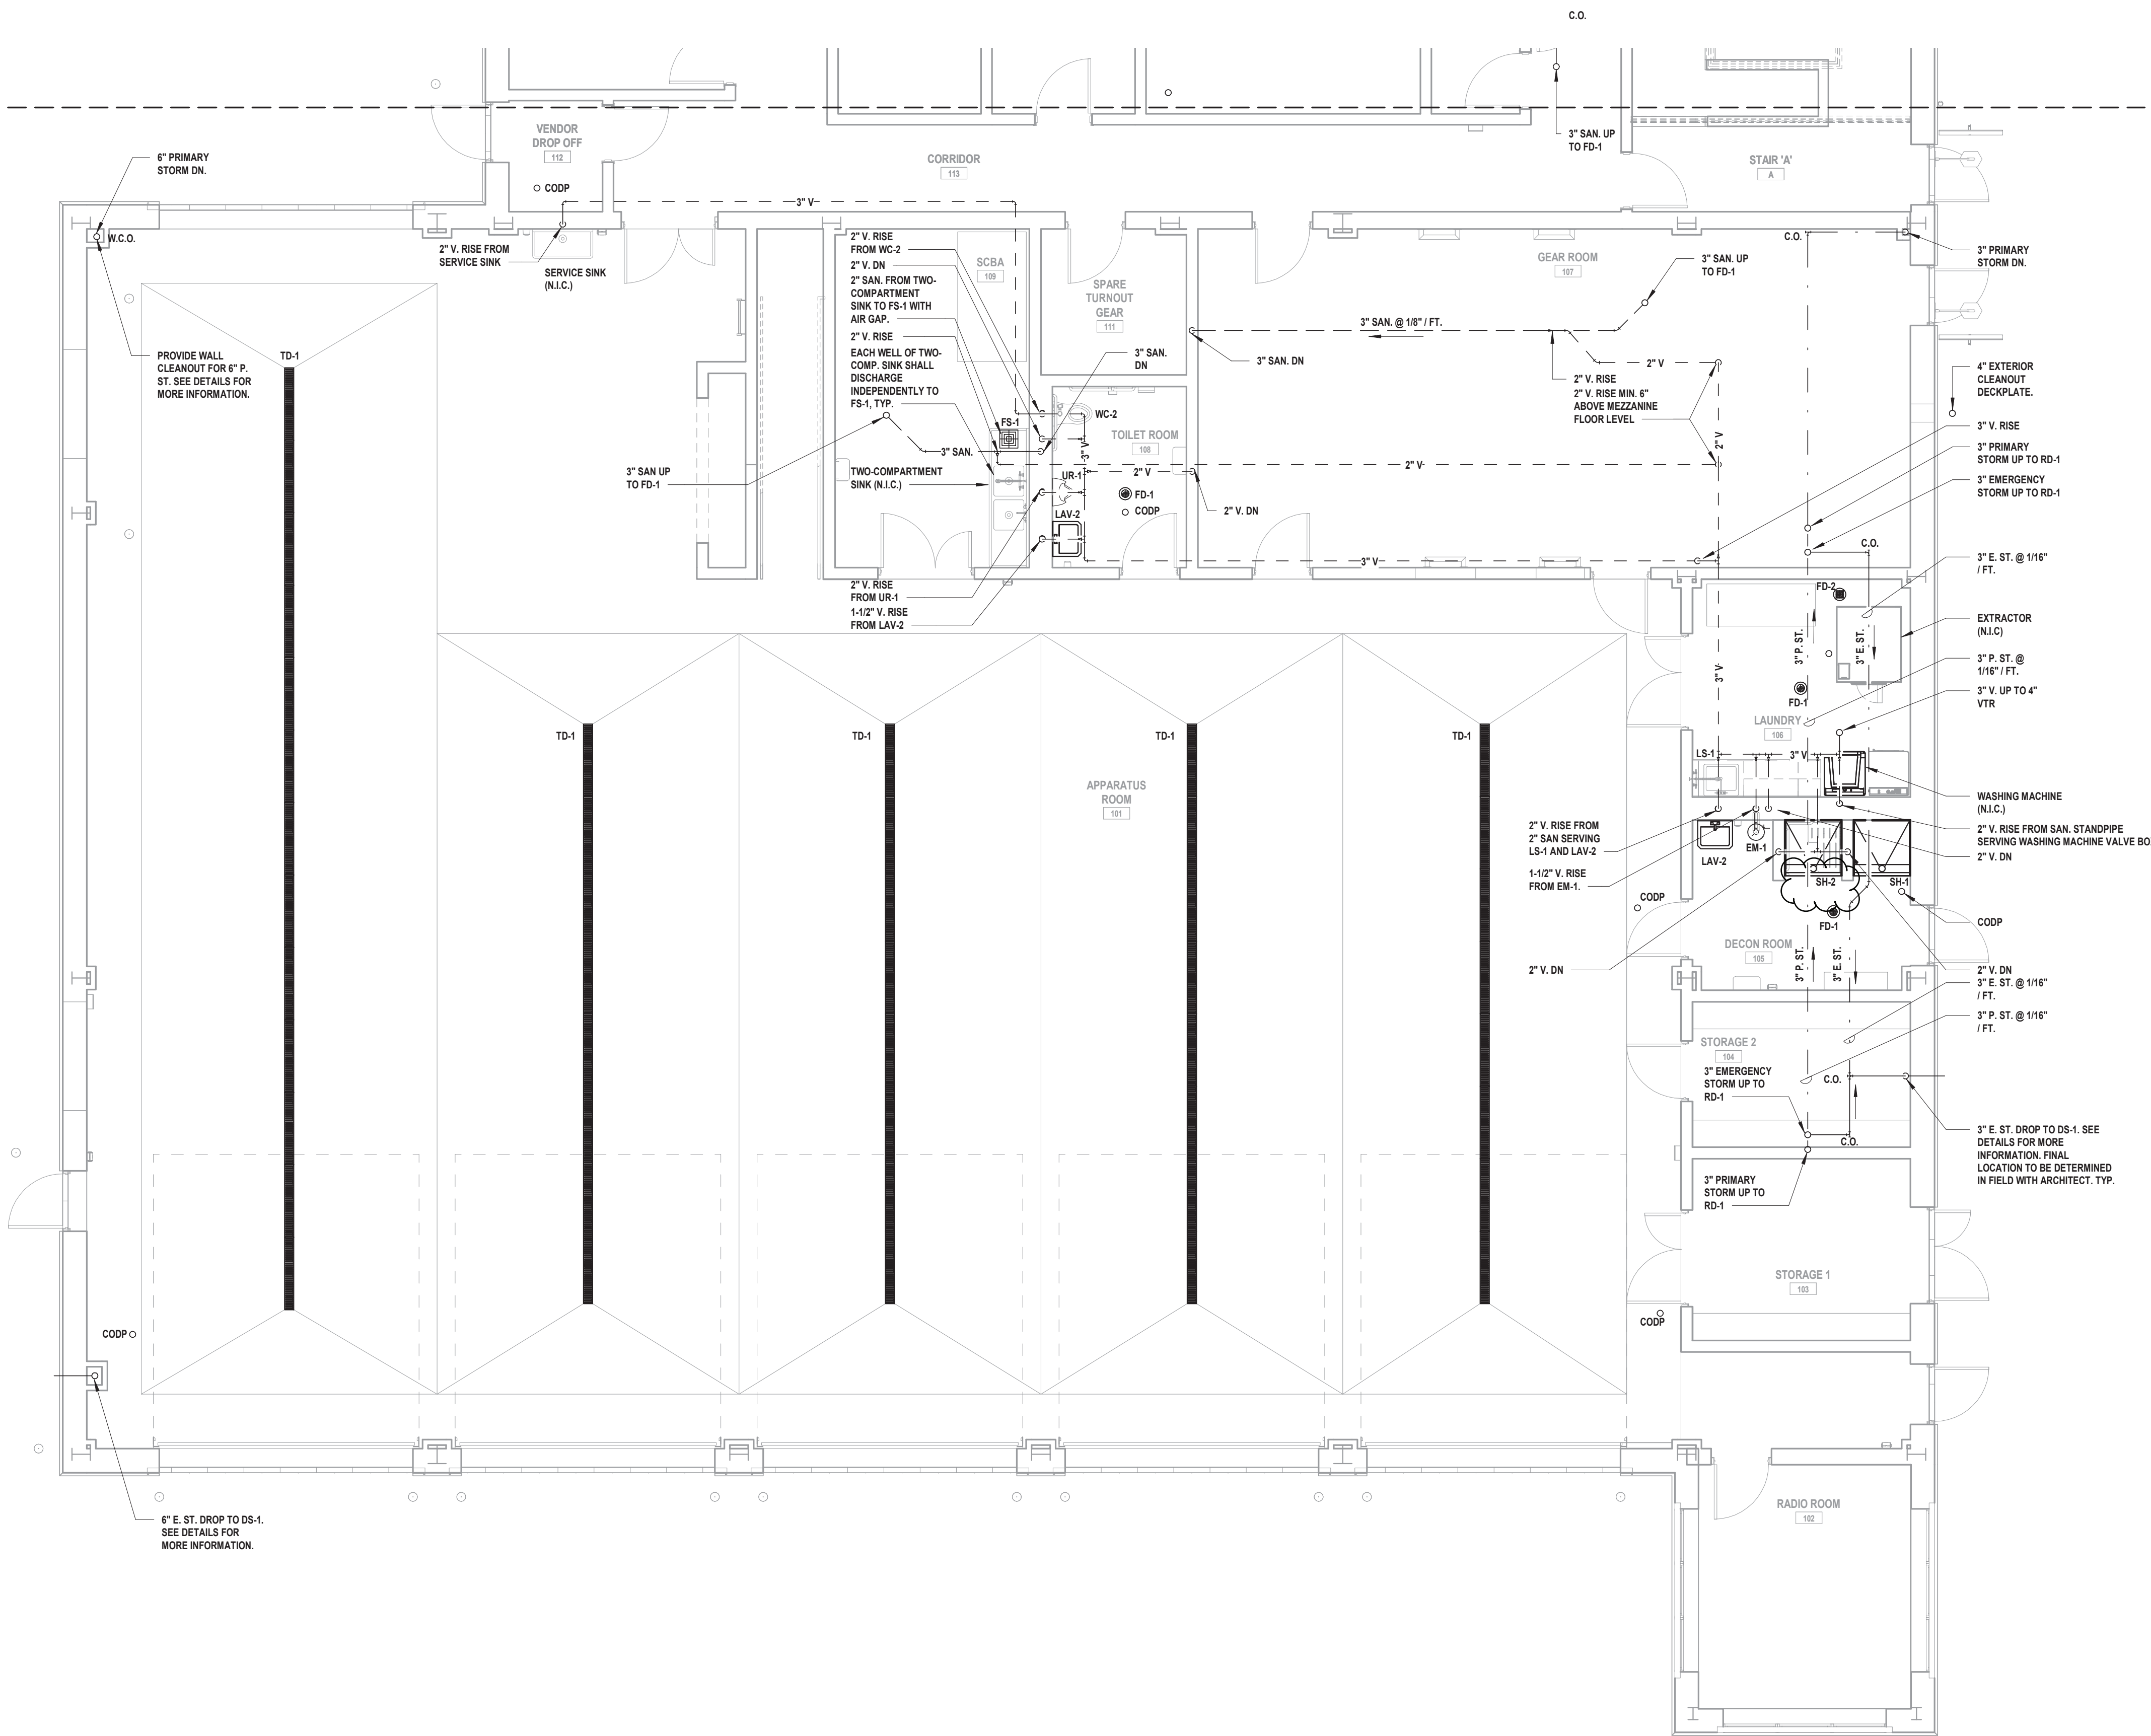 C.O.
3" SAN. UP
TO FD-1
6" PRIMARY
STORM DN.
VENDOR
DROP OFF
112
CORRIDOR
113
STAIR 'A'
A
CODP
3" V
W.C.O.
2" V. RISE FROM
SERVICE SINK
SERVICE SINK
(N.I.C.)
2" V. RISE
FROM WC-2
2" V. DN
2" SAN. FROM TWO-
COMPARTMENT
SINK TO FS-1 WITH
AIR GAP.
2" V. RISE
EACH WELL OF TWO-
COMP. SINK SHALL
DISCHARGE
INDEPENDENTLY TO
FS-1, TYP.
SCBA
109
SPARE
TURNOUT
GEAR
111
GEAR ROOM
107
C.O.
3" PRIMARY
STORM DN.
3" SAN. UP
TO FD-1
3" SAN. @ 1/8" / FT.
3" SAN. DN
3" SAN.
DN
2" V
2" V. RISE
2" V. RISE MIN. 6"
ABOVE MEZZANINE
FLOOR LEVEL
PROVIDE WALL
CLEANOUT FOR 6" P.
ST. SEE DETAILS FOR
MORE INFORMATION.
TD-1
4" EXTERIOR
CLEANOUT
DECKPLATE.
3" V. RISE
3" PRIMARY
STORM UP TO RD-1
3" EMERGENCY
STORM UP TO RD-1
FS-1
WC-2
TOILET ROOM
108
3" V
3" SAN.
3" SAN UP
TO FD-1
TWO-COMPARTMENT
SINK (N.I.C.)
UR-1
2" V
2" V
2" V
FD-1
CODP
LAV-2
2" V. DN
3" V
2" V. RISE
FROM UR-1
1-1/2" V. RISE
FROM LAV-2
C.O.
3" E. ST. @ 1/16"
/ FT.
FD-2
EXTRACTOR
(N.I.C)
3" P. ST.
3" E. ST.
3" V
3" P. ST. @
1/16" / FT.
3" V. UP TO 4"
VTR
FD-1
LAUNDRY
106
LS-1
3" V
TD-1
TD-1
TD-1
TD-1
APPARATUS
ROOM
101
WASHING MACHINE
(N.I.C.)
2" V. RISE FROM SAN. STANDPIPE
SERVING WASHING MACHINE VALVE BO
2" V. DN
2" V. RISE FROM
2" SAN SERVING
LS-1 AND LAV-2
1-1/2" V. RISE
FROM EM-1.
LAV-2
EM-1
SH-2
SH-1
CODP
CODP
FD-1
DECON ROOM
105
3" P. ST.
3" E. ST.
2" V. DN
2" V. DN
3" E. ST. @ 1/16"
/ FT.
3" P. ST. @ 1/16"
/ FT.
STORAGE 2
104
3" EMERGENCY
STORM UP TO
RD-1
C.O.
C.O.
3" E. ST. DROP TO DS-1. SEE
DETAILS FOR MORE
INFORMATION. FINAL
LOCATION TO BE DETERMINED
IN FIELD WITH ARCHITECT. TYP.
3" PRIMARY
STORM UP TO
RD-1
STORAGE 1
103
CODP
CODP
RADIO ROOM
102
6" E. ST. DROP TO DS-1.
SEE DETAILS FOR
MORE INFORMATION.